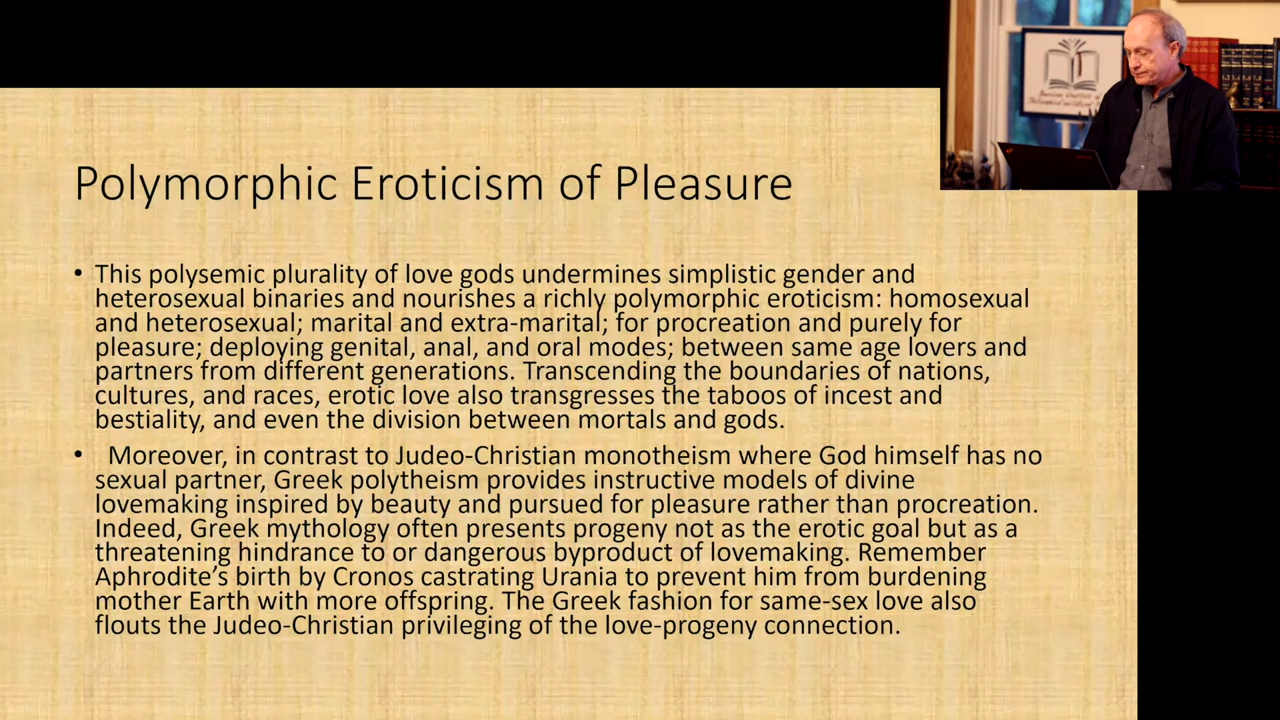 Polymorphic Eroticism of Pleasure
• This polysemic plurality of love gods undermines simplistic gender and
heterosexual binaries and nourishes a richly polymorphic eroticism: homosexual
and heterosexual; marital and extra-marital; for procreation and purely for
pleasure; deploying genital, anal, and oral modes; between same age lovers and
partners from different generations. Transcending the boundaries of nations,
cultures, and races, erotic love also transgresses the taboos of incest and
bestiality, and even the division between mortals and gods.
• Moreover, in contrast to Judeo-Christian monotheism where God himself has no
sexual partner, Greek polytheism provides instructive models of divine
lovemaking inspired by beauty and pursued for pleasure rather than procreation.
Indeed, Greek mythology often presents progeny not as the erotic goal but as a
threatening hindrance to or dangerous byproduct of lovemaking. Remember
Aphrodite’s birth by Cronos castrating Urania to prevent him from burdening
mother Earth with more offspring. The Greek fashion for same-sex love also
flouts the Judeo-Christian privileging of the love-progeny connection.